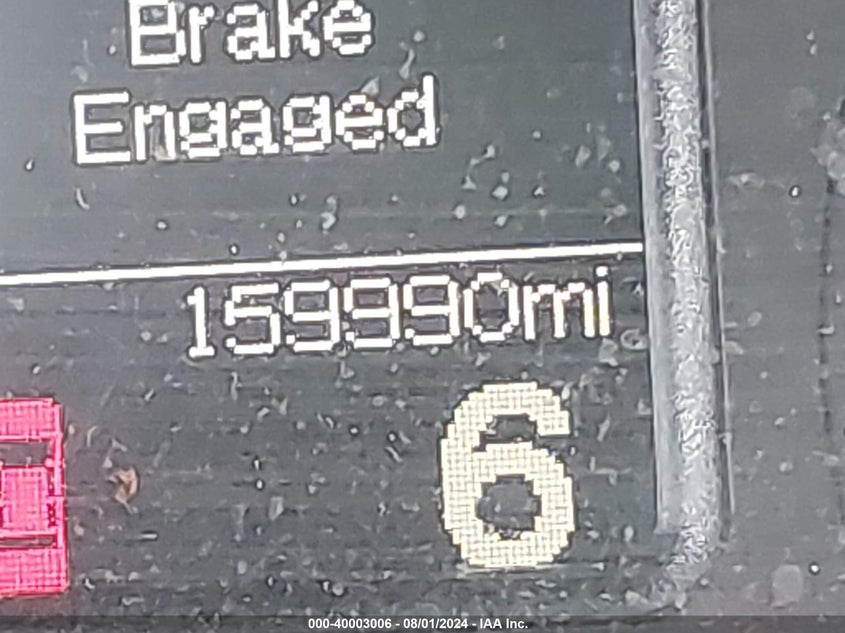 Brake
Engaged
159990mi
6
000-40003006 - 08/01/2024 - IAA Inc.